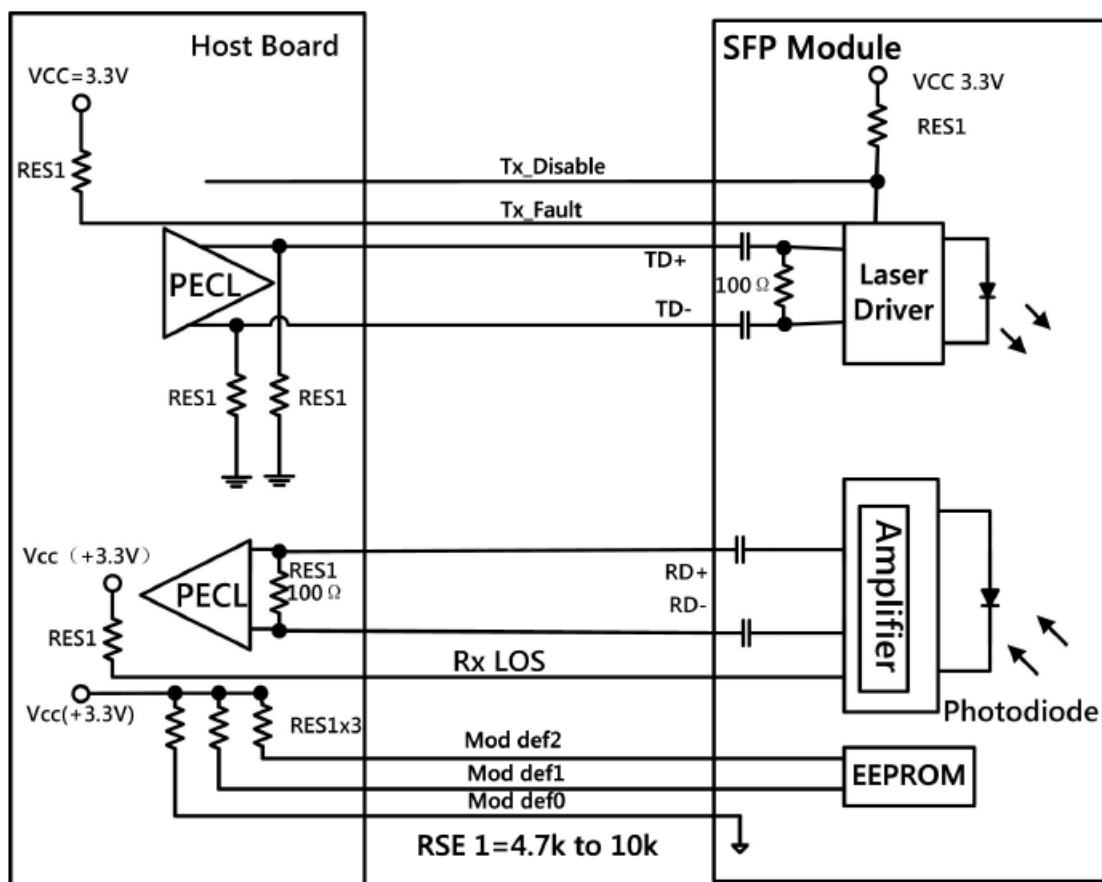 Host Board
SFP Module
VCC=3.3V
VCC 3.3V
RES1
RES1
Tx_Disable
Tx_Fault
PECL
TD+
100Ω
Laser
Driver
TD-
RES1
RES1
Vcc（+3.3V）
PECL
RES1
100Ω
RD+
RD-
Amplifier
RES1
Rx LOS
Vcc(+3.3V)
RES1x3
Photodiode
Mod def2
EEPROM
Mod def1
Mod def0
RSE 1=4.7k to 10k